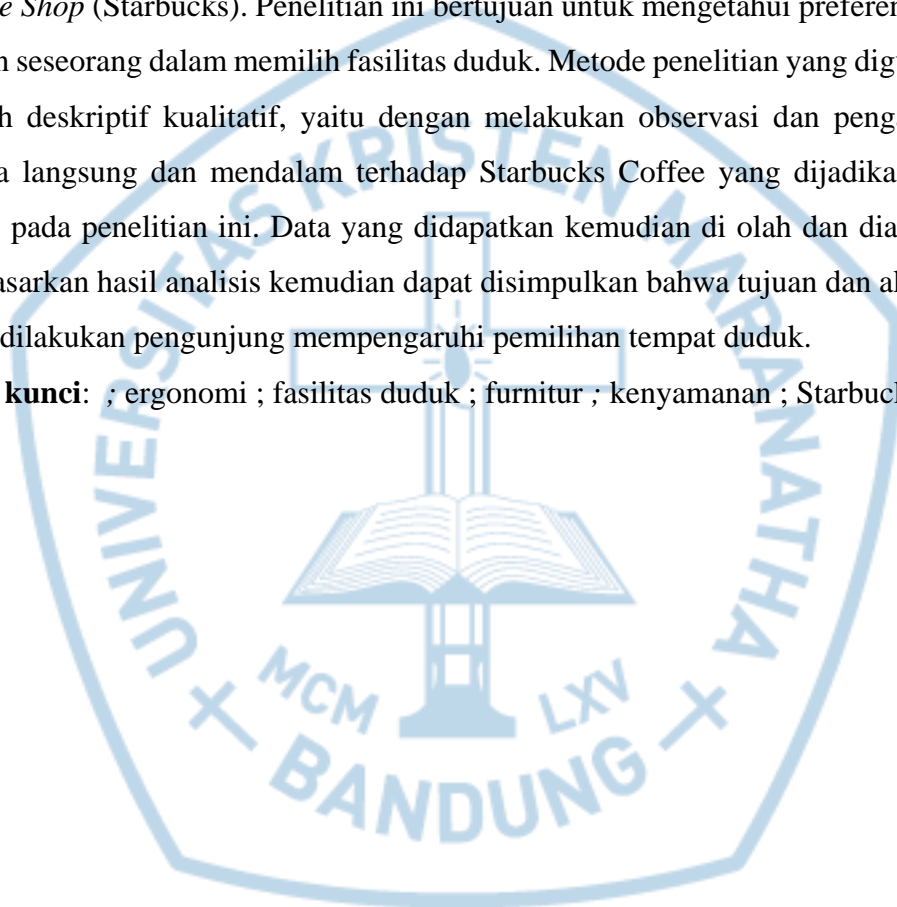 e Shop (Starbucks). Penelitian ini bertujuan untuk mengetahui preferen
n seseorang dalam memilih fasilitas duduk. Metode penelitian yang dig
h deskriptif kualitatif, yaitu dengan melakukan observasi dan penga
a langsung dan mendalam terhadap Starbucks Coffee yang dijadika
pada penelitian ini. Data yang didapatkan kemudian di olah dan dia
asarkan hasil analisis kemudian dapat disimpulkan bahwa tujuan dan a
dilakukan pengunjung mempengaruhi pemilihan tempat duduk.
kunci: ; ergonomi ; fasilitas duduk ; furnitur ; kenyamanan ; Starbuc
UNIVERSITAS KRISTEN MARANATHA
MCM LXV
BANDUNG